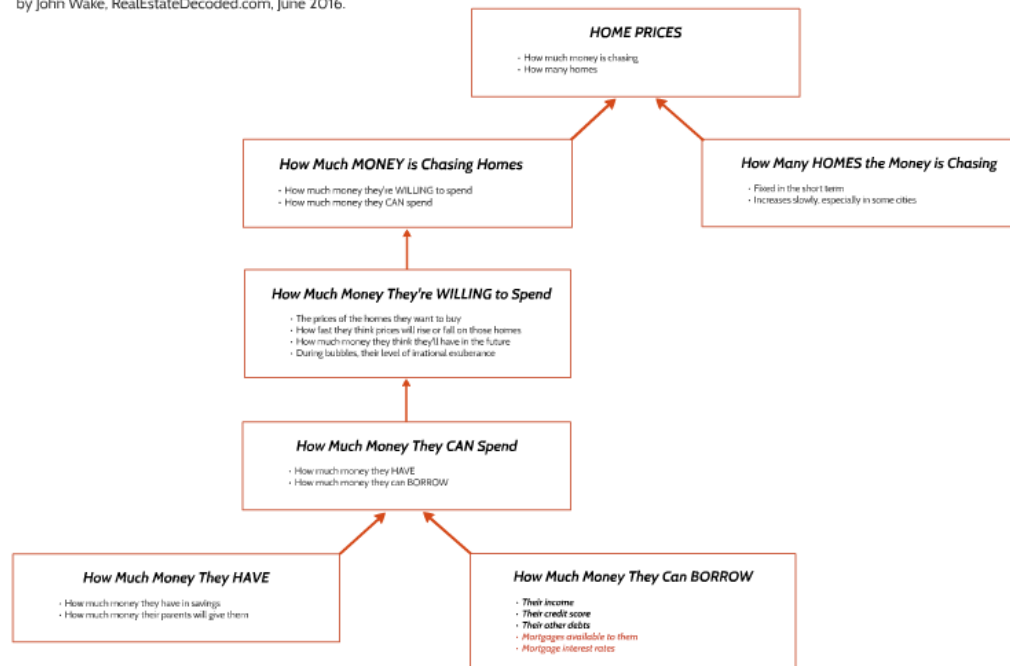 by John Wake, RealEstateDecoded.com, June 2016.
HOME PRICES
- How much money is chasing
- How many homes
How Much MONEY is Chasing Homes
- How much money they're WILLING to spend
- How much money they CAN spend
How Many HOMES the Money is Chasing
- Fixed in the short term
- Increases slowly, especially in some cities
How Much Money They're WILLING to Spend
- The prices of the homes they want to buy
- How fast they think prices will rise or fall on those homes
- How much money they think they'll have in the future
- During bubbles, their level of irrational exuberance
How Much Money They CAN Spend
- How much money they HAVE
- How much money they can BORROW
How Much Money They HAVE
- How much money they have in savings
- How much money their parents will give them
How Much Money They Can BORROW
- Their income
- Their credit score
- Their other debts
- Mortgages available to them
- Mortgage interest rates